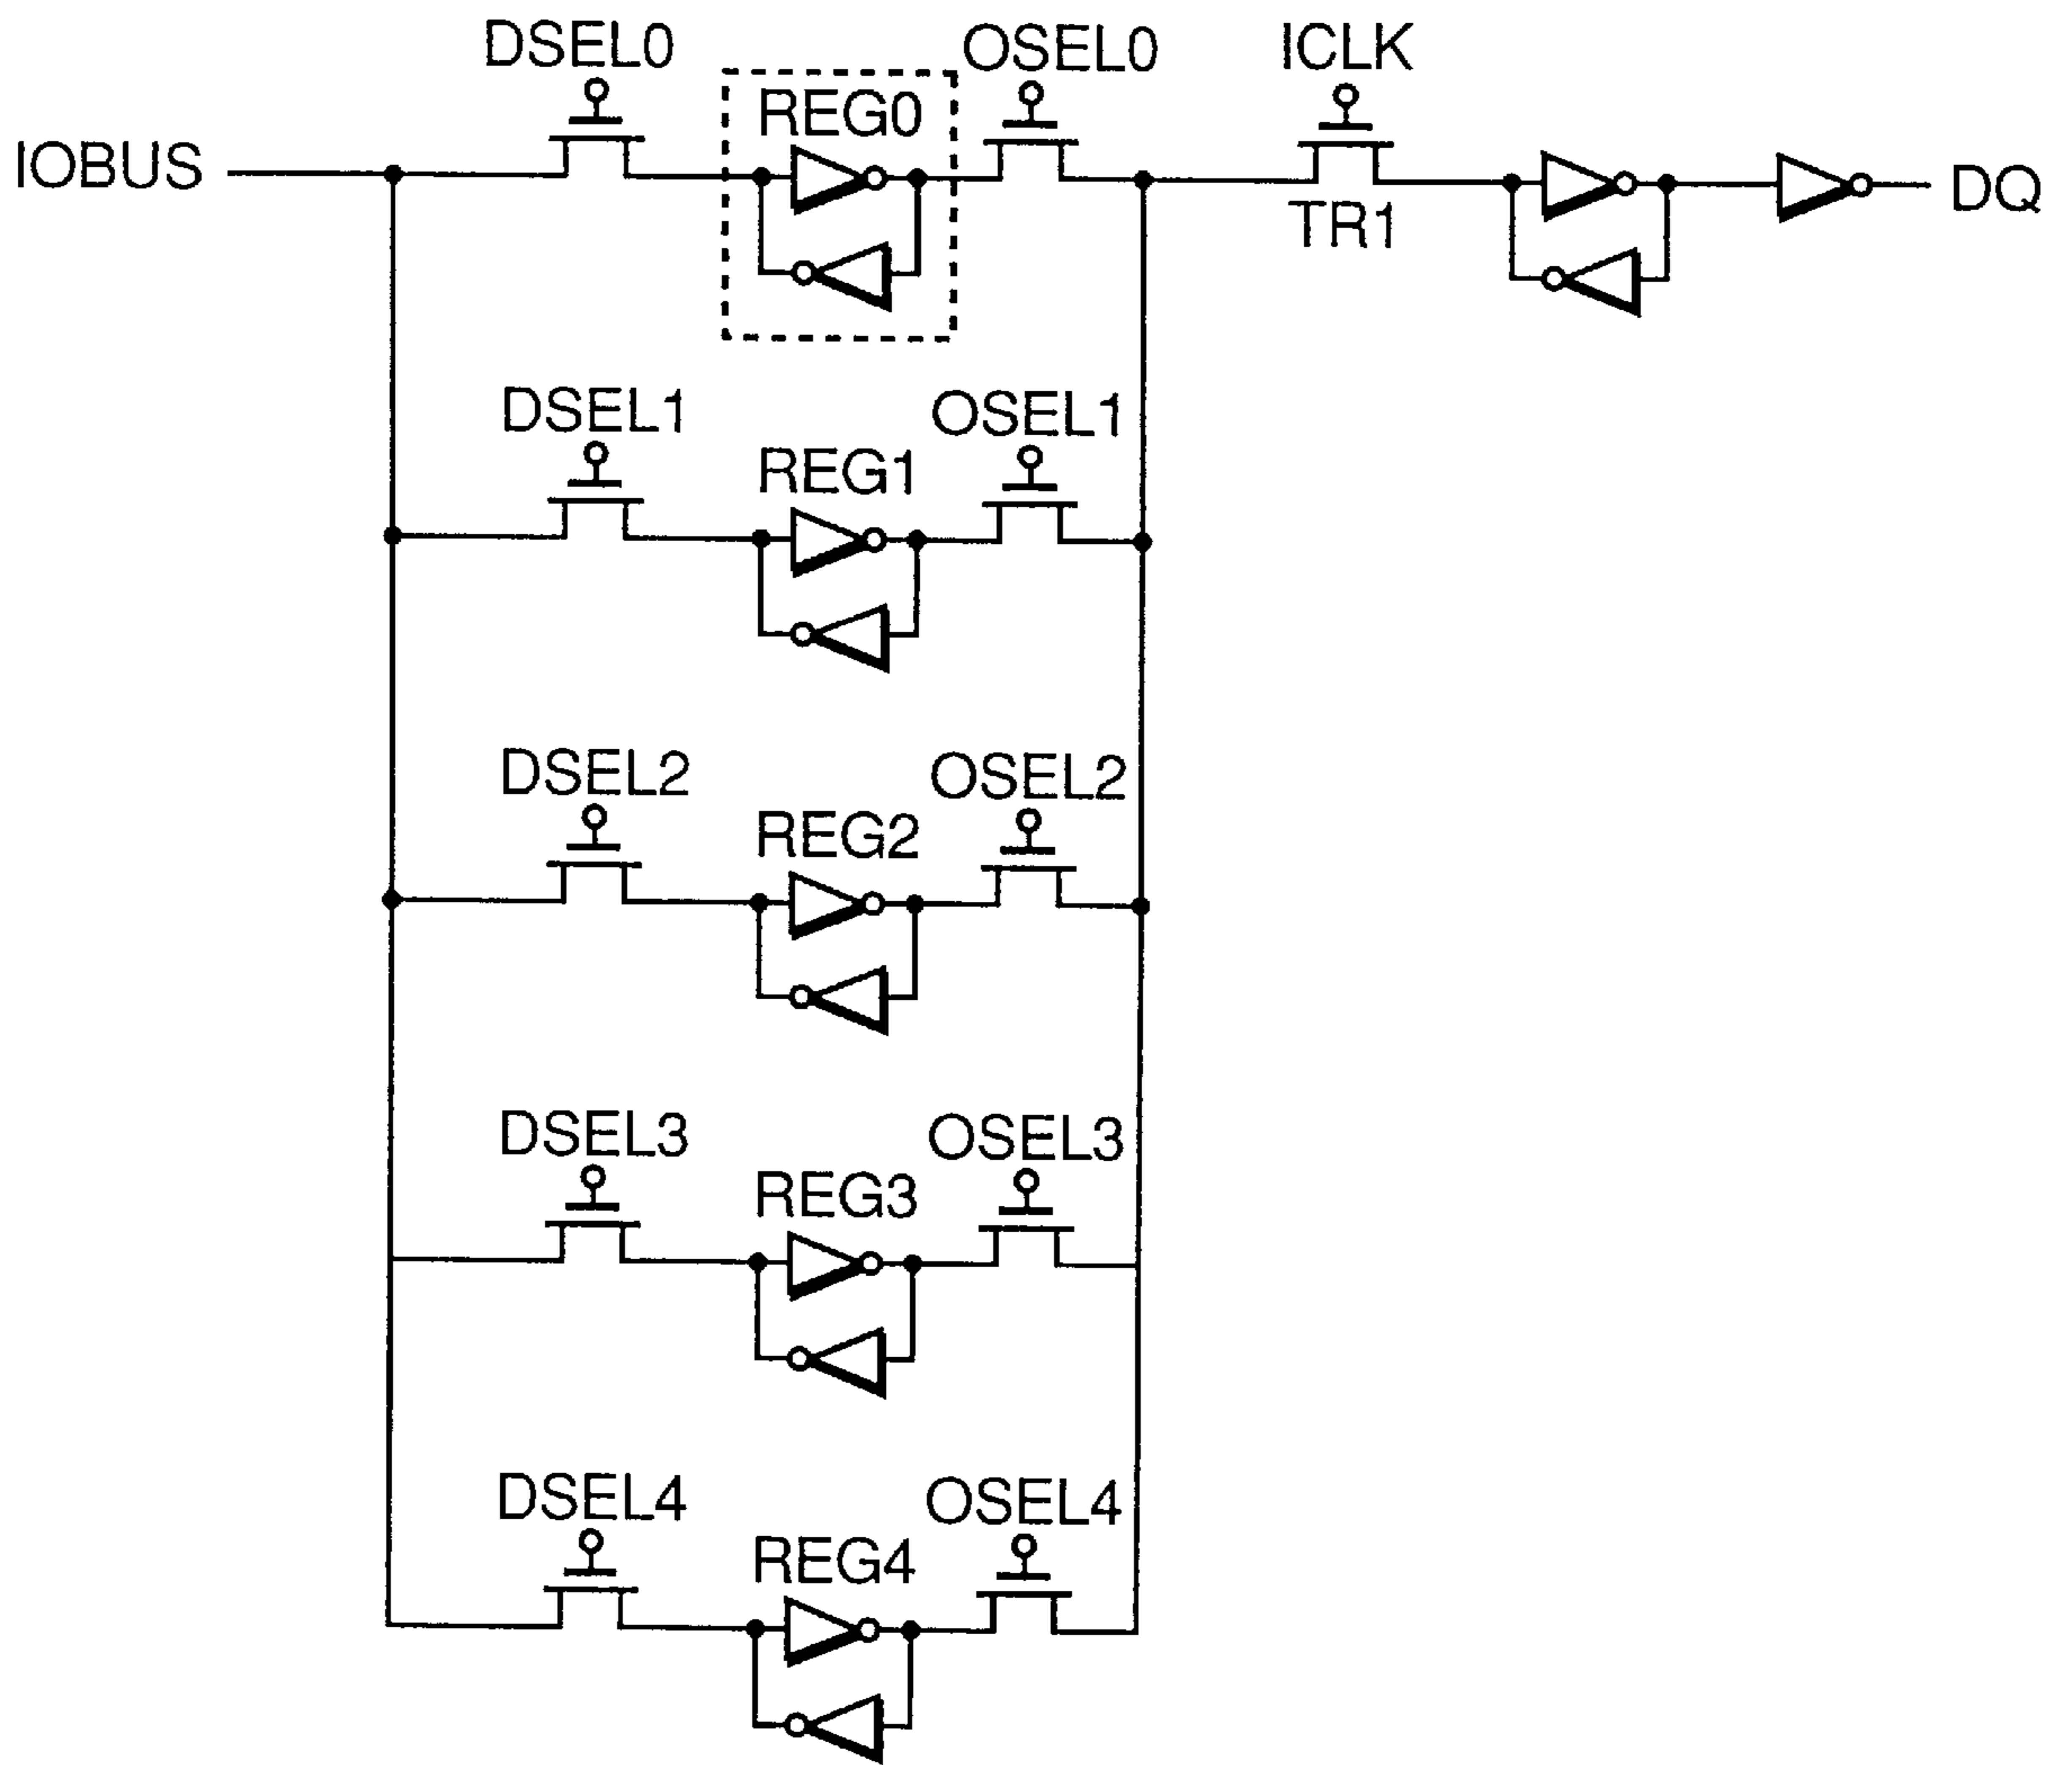 DSEL0
OSEL0
ICLK
REG0
IOBUS
DQ
TR1
DSEL1
OSEL1
REG1
DSEL2
OSEL2
REG2
DSEL3
OSEL3
REG3
DSEL4
OSEL4
REG4